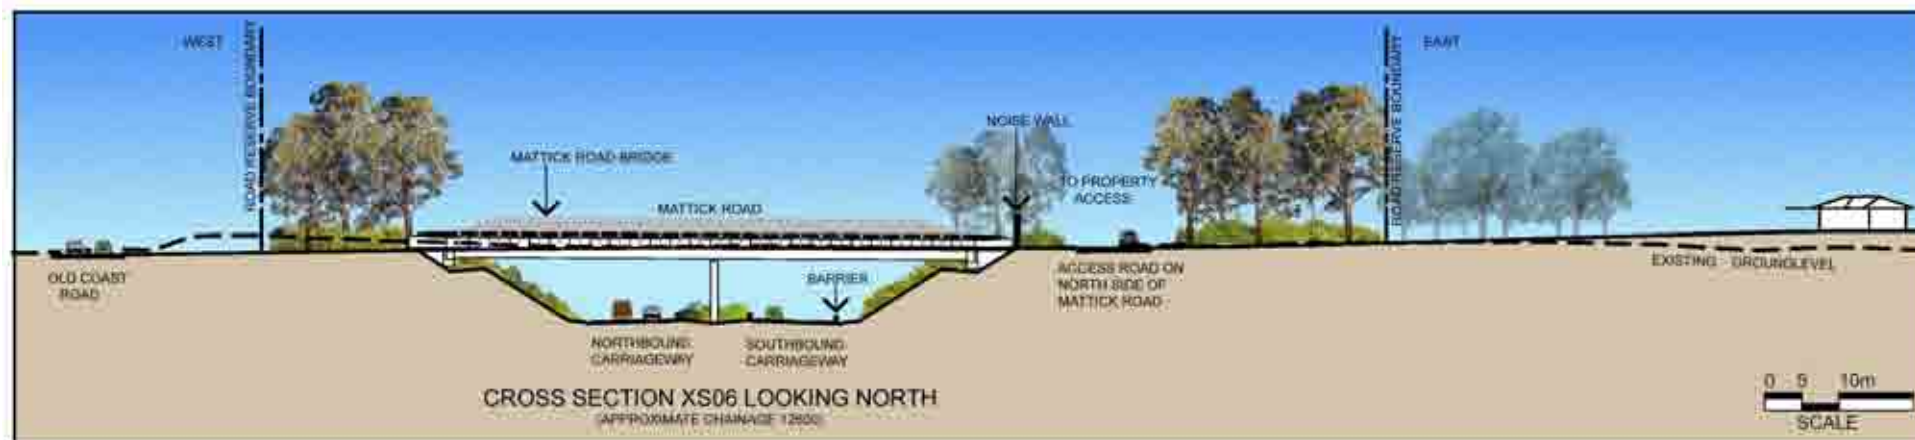 WEST
ROAD RESERVE BOUNDARY
EAST
ROAD RESERVE BOUNDARY
NOISE WALL
MATTICK ROAD BRIDGE
TO PROPERTY
ACCESS
MATTICK ROAD
OLD COAST
ROAD
BARRIER
ACCESS ROAD ON
NORTH SIDE OF
MATTICK ROAD
EXISTING GROUNDLEVEL
NORTHBOUND
CARRIAGEWAY
SOUTHBOUND
CARRIAGEWAY
CROSS SECTION XS06 LOOKING NORTH
(APPROXIMATE CHAINAGE 12600)
0 5 10m
SCALE